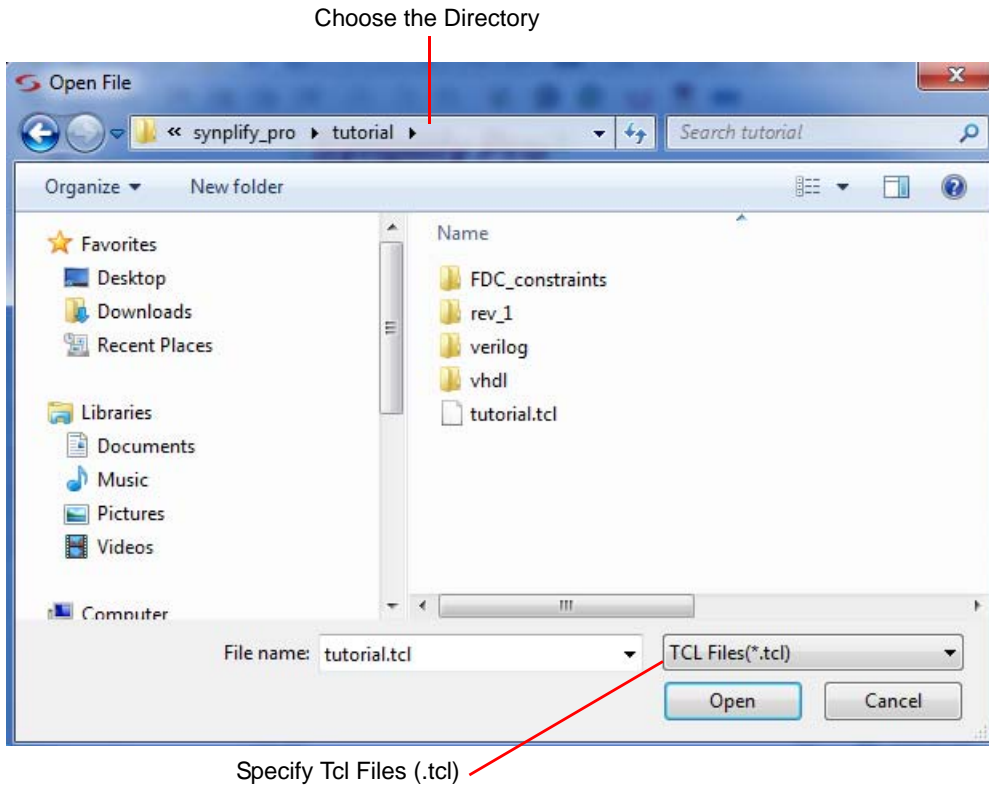 Choose the Directory
Open File
« synplify_pro ▸ tutorial ▸
Search tutorial
Organize ▾ New folder
Favorites
Desktop
Downloads
Recent Places
Libraries
Documents
Music
Pictures
Videos
Computer
Name
FDC_constraints
rev_1
verilog
vhdl
tutorial.tcl
File name: tutorial.tcl
TCL Files(*.tcl)
Open Cancel
Specify Tcl Files (.tcl)